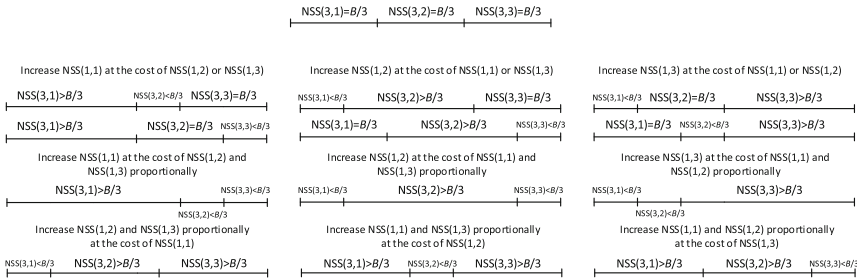 NSS(3,1)=B/3 NSS(3,2)=B/3 NSS(3,3)=B/3
Increase NSS(1,1) at the cost of NSS(1,2) or NSS(1,3)
NSS(3,1)>B/3 NSS(3,2)<B/3 NSS(3,3)=B/3
NSS(3,1)>B/3 NSS(3,2)=B/3 NSS(3,3)<B/3
Increase NSS(1,1) at the cost of NSS(1,2) and
NSS(1,3) proportionally
NSS(3,1)>B/3 NSS(3,3)<B/3
NSS(3,2)<B/3
Increase NSS(1,2) and NSS(1,3) proportionally
at the cost of NSS(1,1)
NSS(3,1)<B/3 NSS(3,2)>B/3 NSS(3,3)>B/3
Increase NSS(1,2) at the cost of NSS(1,1) or NSS(1,3)
NSS(3,1)<B/3 NSS(3,2)>B/3 NSS(3,3)=B/3
NSS(3,1)=B/3 NSS(3,2)>B/3 NSS(3,3)<B/3
Increase NSS(1,2) at the cost of NSS(1,1) and
NSS(1,3) proportionally
NSS(3,1)<B/3 NSS(3,2)>B/3 NSS(3,3)<B/3
Increase NSS(1,1) and NSS(1,3) proportionally
at the cost of NSS(1,2)
NSS(3,1)>B/3 NSS(3,2)<B/3 NSS(3,3)>B/3
Increase NSS(1,3) at the cost of NSS(1,1) or NSS(1,2)
NSS(3,1)<B/3 NSS(3,2)=B/3 NSS(3,3)>B/3
NSS(3,1)=B/3 NSS(3,2)<B/3 NSS(3,3)>B/3
Increase NSS(1,3) at the cost of NSS(1,1) and
NSS(1,2) proportionally
NSS(3,1)<B/3 NSS(3,3)>B/3
NSS(3,2)<B/3
Increase NSS(1,1) and NSS(1,2) proportionally
at the cost of NSS(1,3)
NSS(3,1)>B/3 NSS(3,2)>B/3 NSS(3,3)<B/3